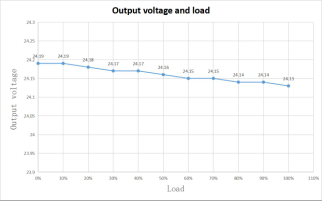 Output voltage and load
24.3
24.25
24.2
24.15
24.1
24.05
24
23.95
23.9
24.19 24.19 24.18 24.17 24.17 24.16 24.15 24.15 24.14 24.14 24.13
0% 10% 20% 30% 40% 50% 60% 70% 80% 90% 100% 110%
Output voltage
Load